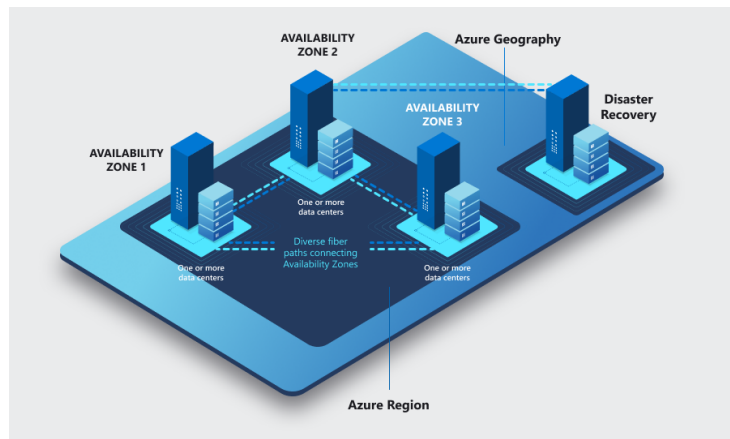 AVAILABILITY
ZONE 2
Azure Geography
Disaster
Recovery
AVAILABILITY
ZONE 3
AVAILABILITY
ZONE 1
One or more
data centers
Diverse fiber
paths connecting
Availability Zones
One or more
data centers
One or more
data centers
Azure Region